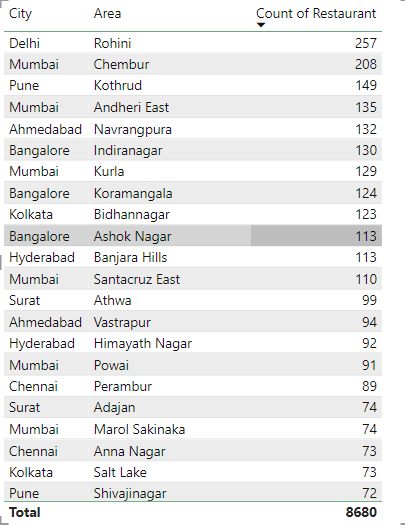 City Area Count of Restaurant
Delhi Rohini 257
Mumbai Chembur 208
Pune Kothrud 149
Mumbai Andheri East 135
Ahmedabad Navrangpura 132
Bangalore Indiranagar 130
Mumbai Kurla 129
Bangalore Koramangala 124
Kolkata Bidhannagar 123
Bangalore Ashok Nagar 113
Hyderabad Banjara Hills 111
Mumbai Santacruz East 110
Surat Athwa 99
Ahmedabad Vastrapur 94
Hyderabad Himayath Nagar 92
Mumbai Powai 91
Chennai Perambur 89
Surat Adajan 74
Mumbai Marol Sakinaka 74
Chennai Anna Nagar 73
Kolkata Salt Lake 73
Pune Shivajinagar 72
Total 8680